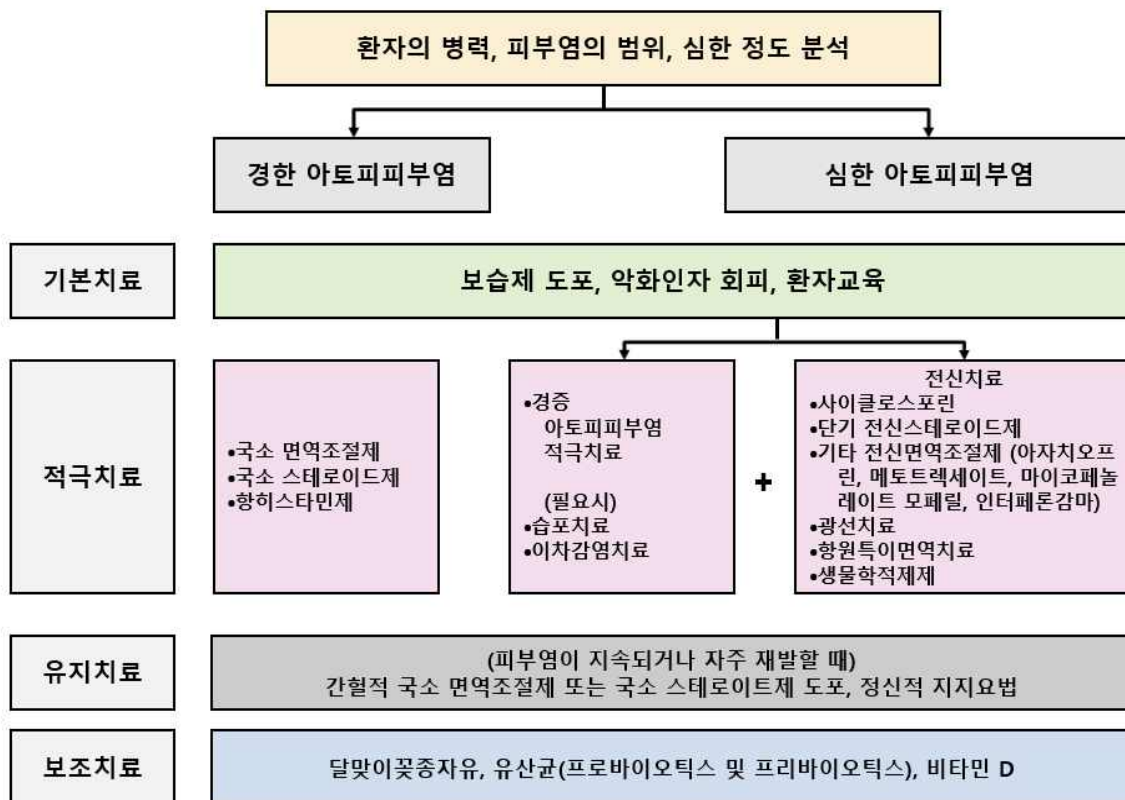 환자의 병력, 피부염의 범위, 심한 정도 분석
경한 아토피피부염
심한 아토피피부염
기본치료
보습제 도포, 악화인자 회피, 환자교육
적극치료
•국소 면역조절제
•국소 스테로이드제
•항히스타민제
•경증
아토피피부염
적극치료
(필요시)
•습포치료
•이차감염치료
+
전신치료
•사이클로스포린
•단기 전신스테로이드제
•기타 전신면역조절제 (아자치오프
린, 메토트렉세이트, 마이코페놀
레이트 모페릴, 인터페론감마)
•광선치료
•항원특이면역치료
•생물학적제제
유지치료
(피부염이 지속되거나 자주 재발할 때)
간헐적 국소 면역조절제 또는 국소 스테로이트제 도포, 정신적 지지요법
보조치료
달맞이꽃종자유, 유산균(프로바이오틱스 및 프리바이오틱스), 비타민 D